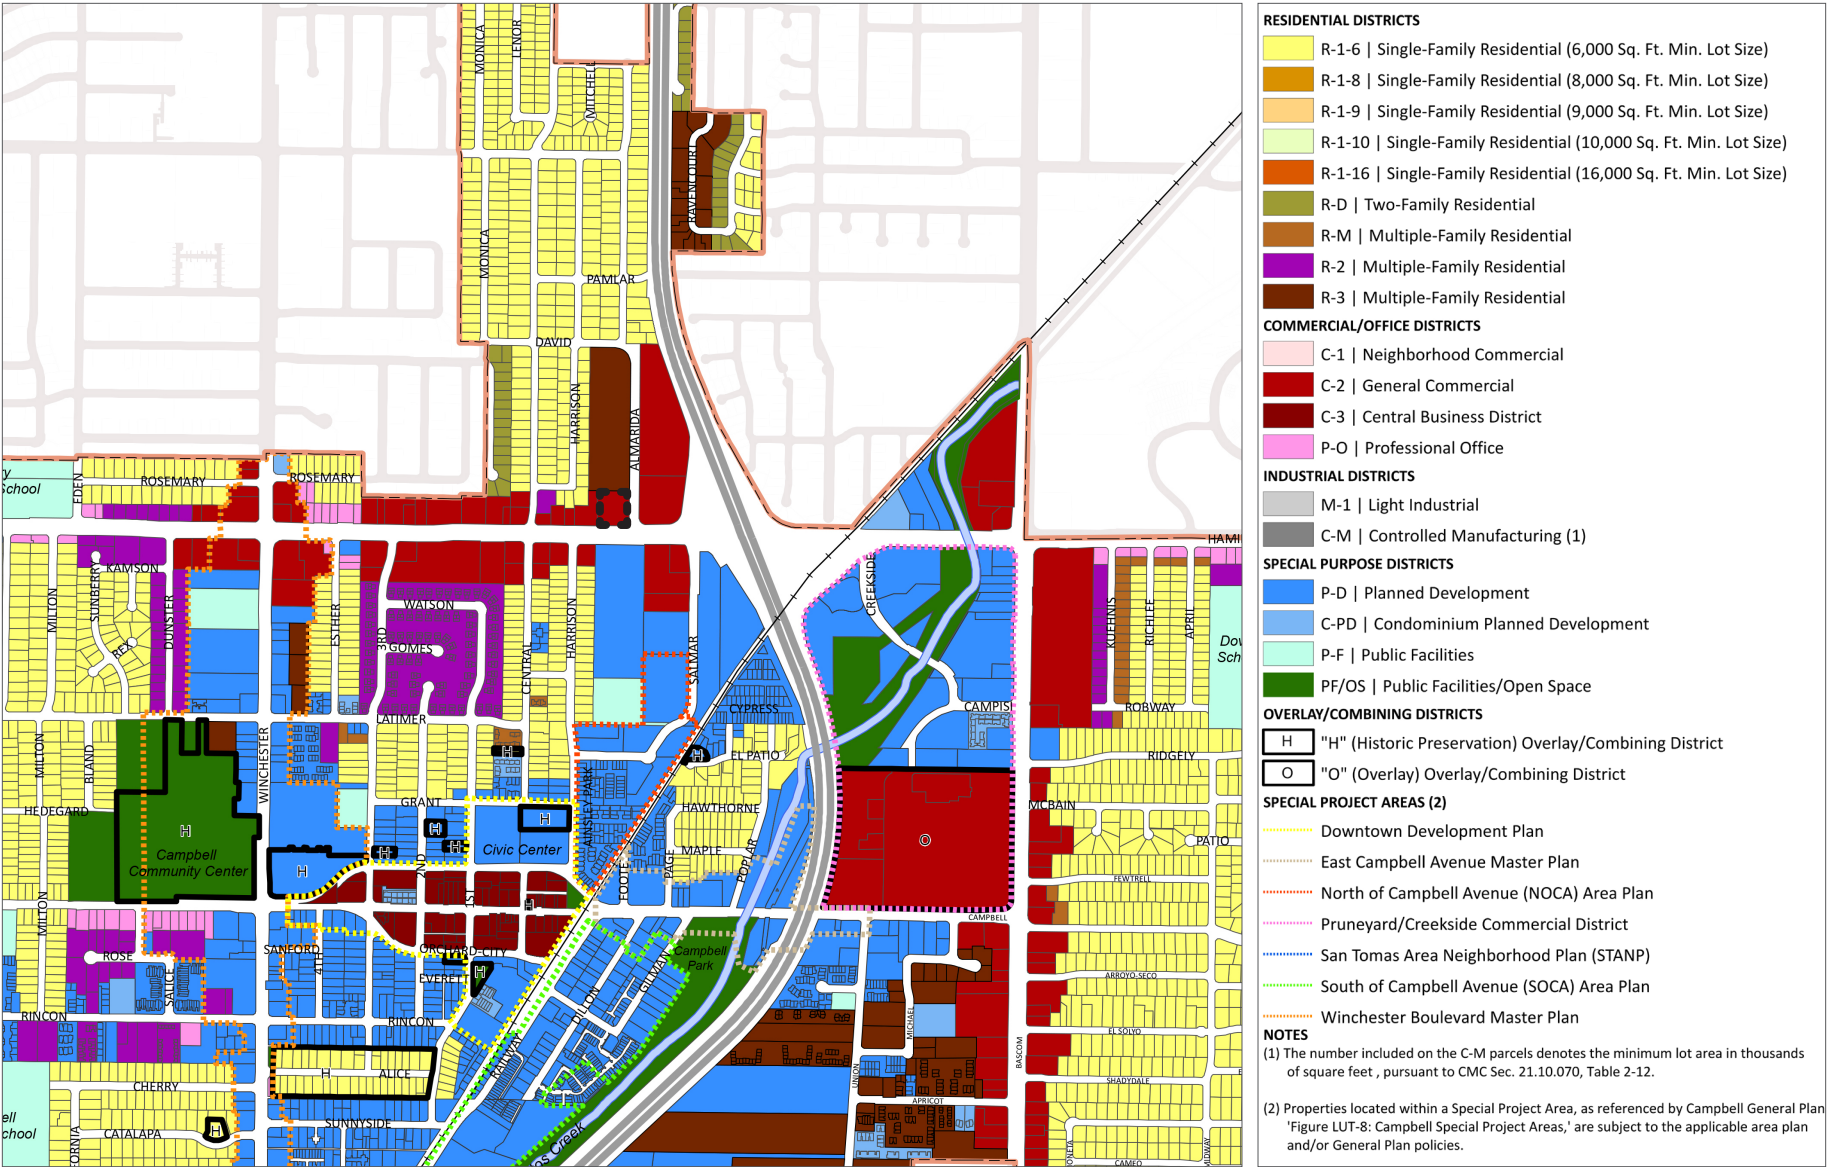 MONICA
LENOR
MITCHELL
RAVENCOURT
MONICA
PAMLAR
DAVID
HARRISON
ALMARIDA
School
EDEN
ROSEMARY
ROSEMARY
HAMI
KAMSON
MILTON
SUNBERRY
DUNSTER
REX
ESTHER
WATSON
3RD
GOMES
CENTRAL
HARRISON
SALMAR
CREEKSIDE
KUEHNIS
RICHLEE
APRIL
Dov
Sch
LATIMER
CYPRESS
CAMPISI
ROBWAY
MILTON
BLAND
WINCHESTER
H
H
EL PATIO
RIDGELY
HEDEGARD
GRANT
AINSLEY PARK
HAWTHORNE
MCBAIN
H
Campbell
Community Center
H
H
H
H
H
Civic Center
2ND
MAPLE
PAGE
POPLAR
FOOTE
O
PATIO
FEWTRELL
MILTON
1ST
H
CAMPBELL
ROSE
SALICE
SANFORD
4TH
ORCHARD-CITY
EVERETT
H
Campbell
Park
GILMAN
DILLON
ARROYO-SECO
RINCON
RINCON
RAILWAY
MICHAEL
BASCOM
EL SOLYO
CHERRY
H
ALICE
UNION
SHADYDALE
APRICOT
ell
chool
CATALAPA
H
SUNNYSIDE
os Creek
CAMEO
MIDWAY
RESIDENTIAL DISTRICTS
R-1-6 | Single-Family Residential (6,000 Sq. Ft. Min. Lot Size)
R-1-8 | Single-Family Residential (8,000 Sq. Ft. Min. Lot Size)
R-1-9 | Single-Family Residential (9,000 Sq. Ft. Min. Lot Size)
R-1-10 | Single-Family Residential (10,000 Sq. Ft. Min. Lot Size)
R-1-16 | Single-Family Residential (16,000 Sq. Ft. Min. Lot Size)
R-D | Two-Family Residential
R-M | Multiple-Family Residential
R-2 | Multiple-Family Residential
R-3 | Multiple-Family Residential
COMMERCIAL/OFFICE DISTRICTS
C-1 | Neighborhood Commercial
C-2 | General Commercial
C-3 | Central Business District
P-O | Professional Office
INDUSTRIAL DISTRICTS
M-1 | Light Industrial
C-M | Controlled Manufacturing (1)
SPECIAL PURPOSE DISTRICTS
P-D | Planned Development
C-PD | Condominium Planned Development
P-F | Public Facilities
PF/OS | Public Facilities/Open Space
OVERLAY/COMBINING DISTRICTS
H "H" (Historic Preservation) Overlay/Combining District
O "O" (Overlay) Overlay/Combining District
SPECIAL PROJECT AREAS (2)
Downtown Development Plan
East Campbell Avenue Master Plan
North of Campbell Avenue (NOCA) Area Plan
Pruneyard/Creekside Commercial District
San Tomas Area Neighborhood Plan (STANP)
South of Campbell Avenue (SOCA) Area Plan
Winchester Boulevard Master Plan
NOTES
(1) The number included on the C-M parcels denotes the minimum lot area in thousands
of square feet , pursuant to CMC Sec. 21.10.070, Table 2-12.
(2) Properties located within a Special Project Area, as referenced by Campbell General Plan
'Figure LUT-8: Campbell Special Project Areas,' are subject to the applicable area plan
and/or General Plan policies.